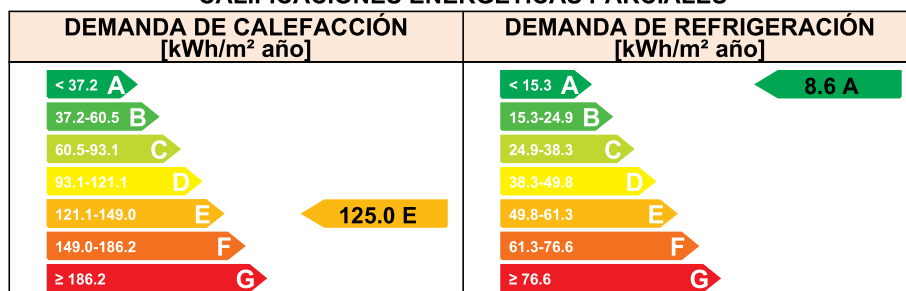 CALIFICACIONES ENERGÉTICAS PARCIALES
DEMANDA DE CALEFACCIÓN
[kWh/m² año]
< 37.2 A
37.2-60.5 B
60.5-93.1 C
93.1-121.1 D
121.1-149.0 E
125.0 E
149.0-186.2 F
≥ 186.2 G
DEMANDA DE REFRIGERACIÓN
[kWh/m² año]
< 15.3 A
8.6 A
15.3-24.9 B
24.9-38.3 C
38.3-49.8 D
49.8-61.3 E
61.3-76.6 F
≥ 76.6 G